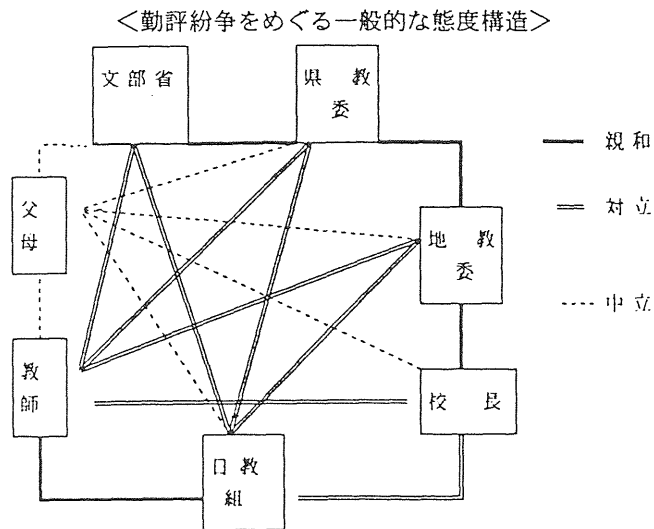 ＜勤評紛争をめぐる一般的な態度構造＞
文部省
県教
委
親和
父
母
対立
地教
委
中立
教
師
校長
日教
組